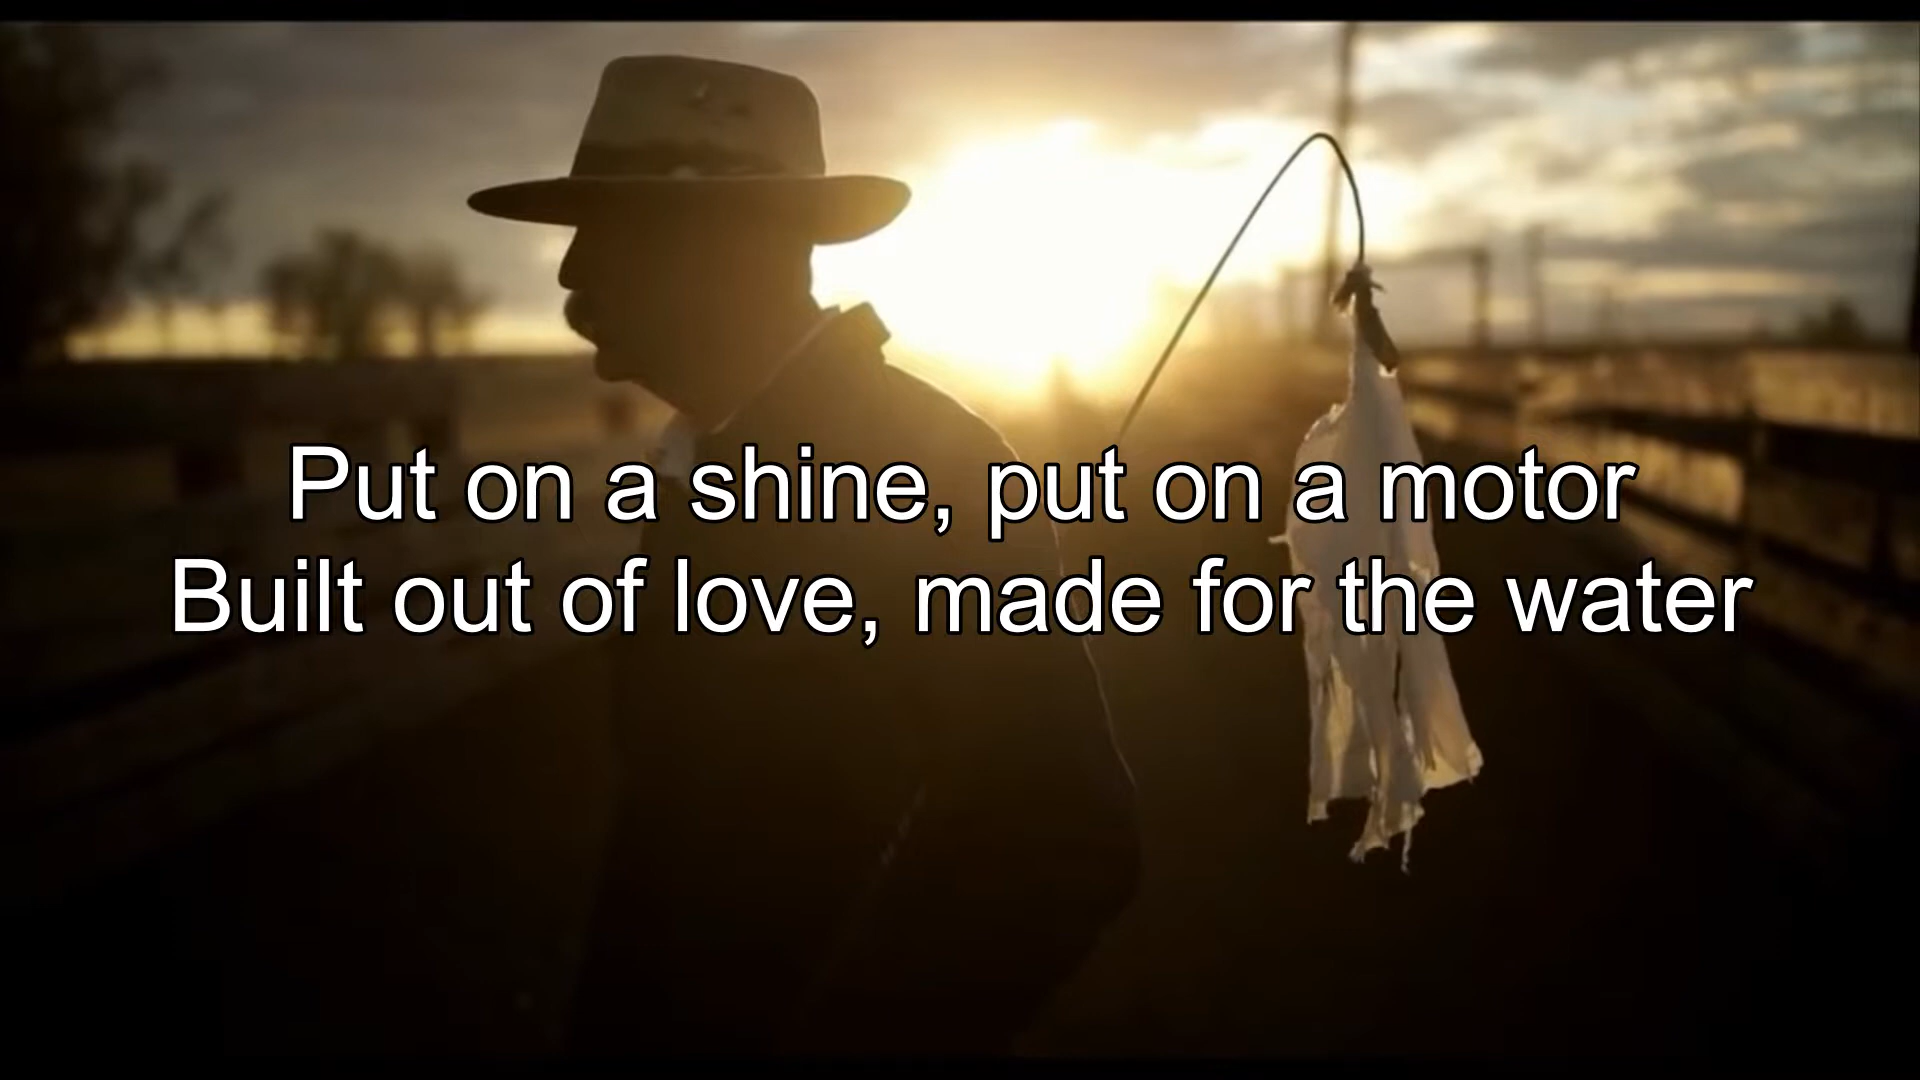 Put on a shine, put on a motor
Built out of love, made for the water